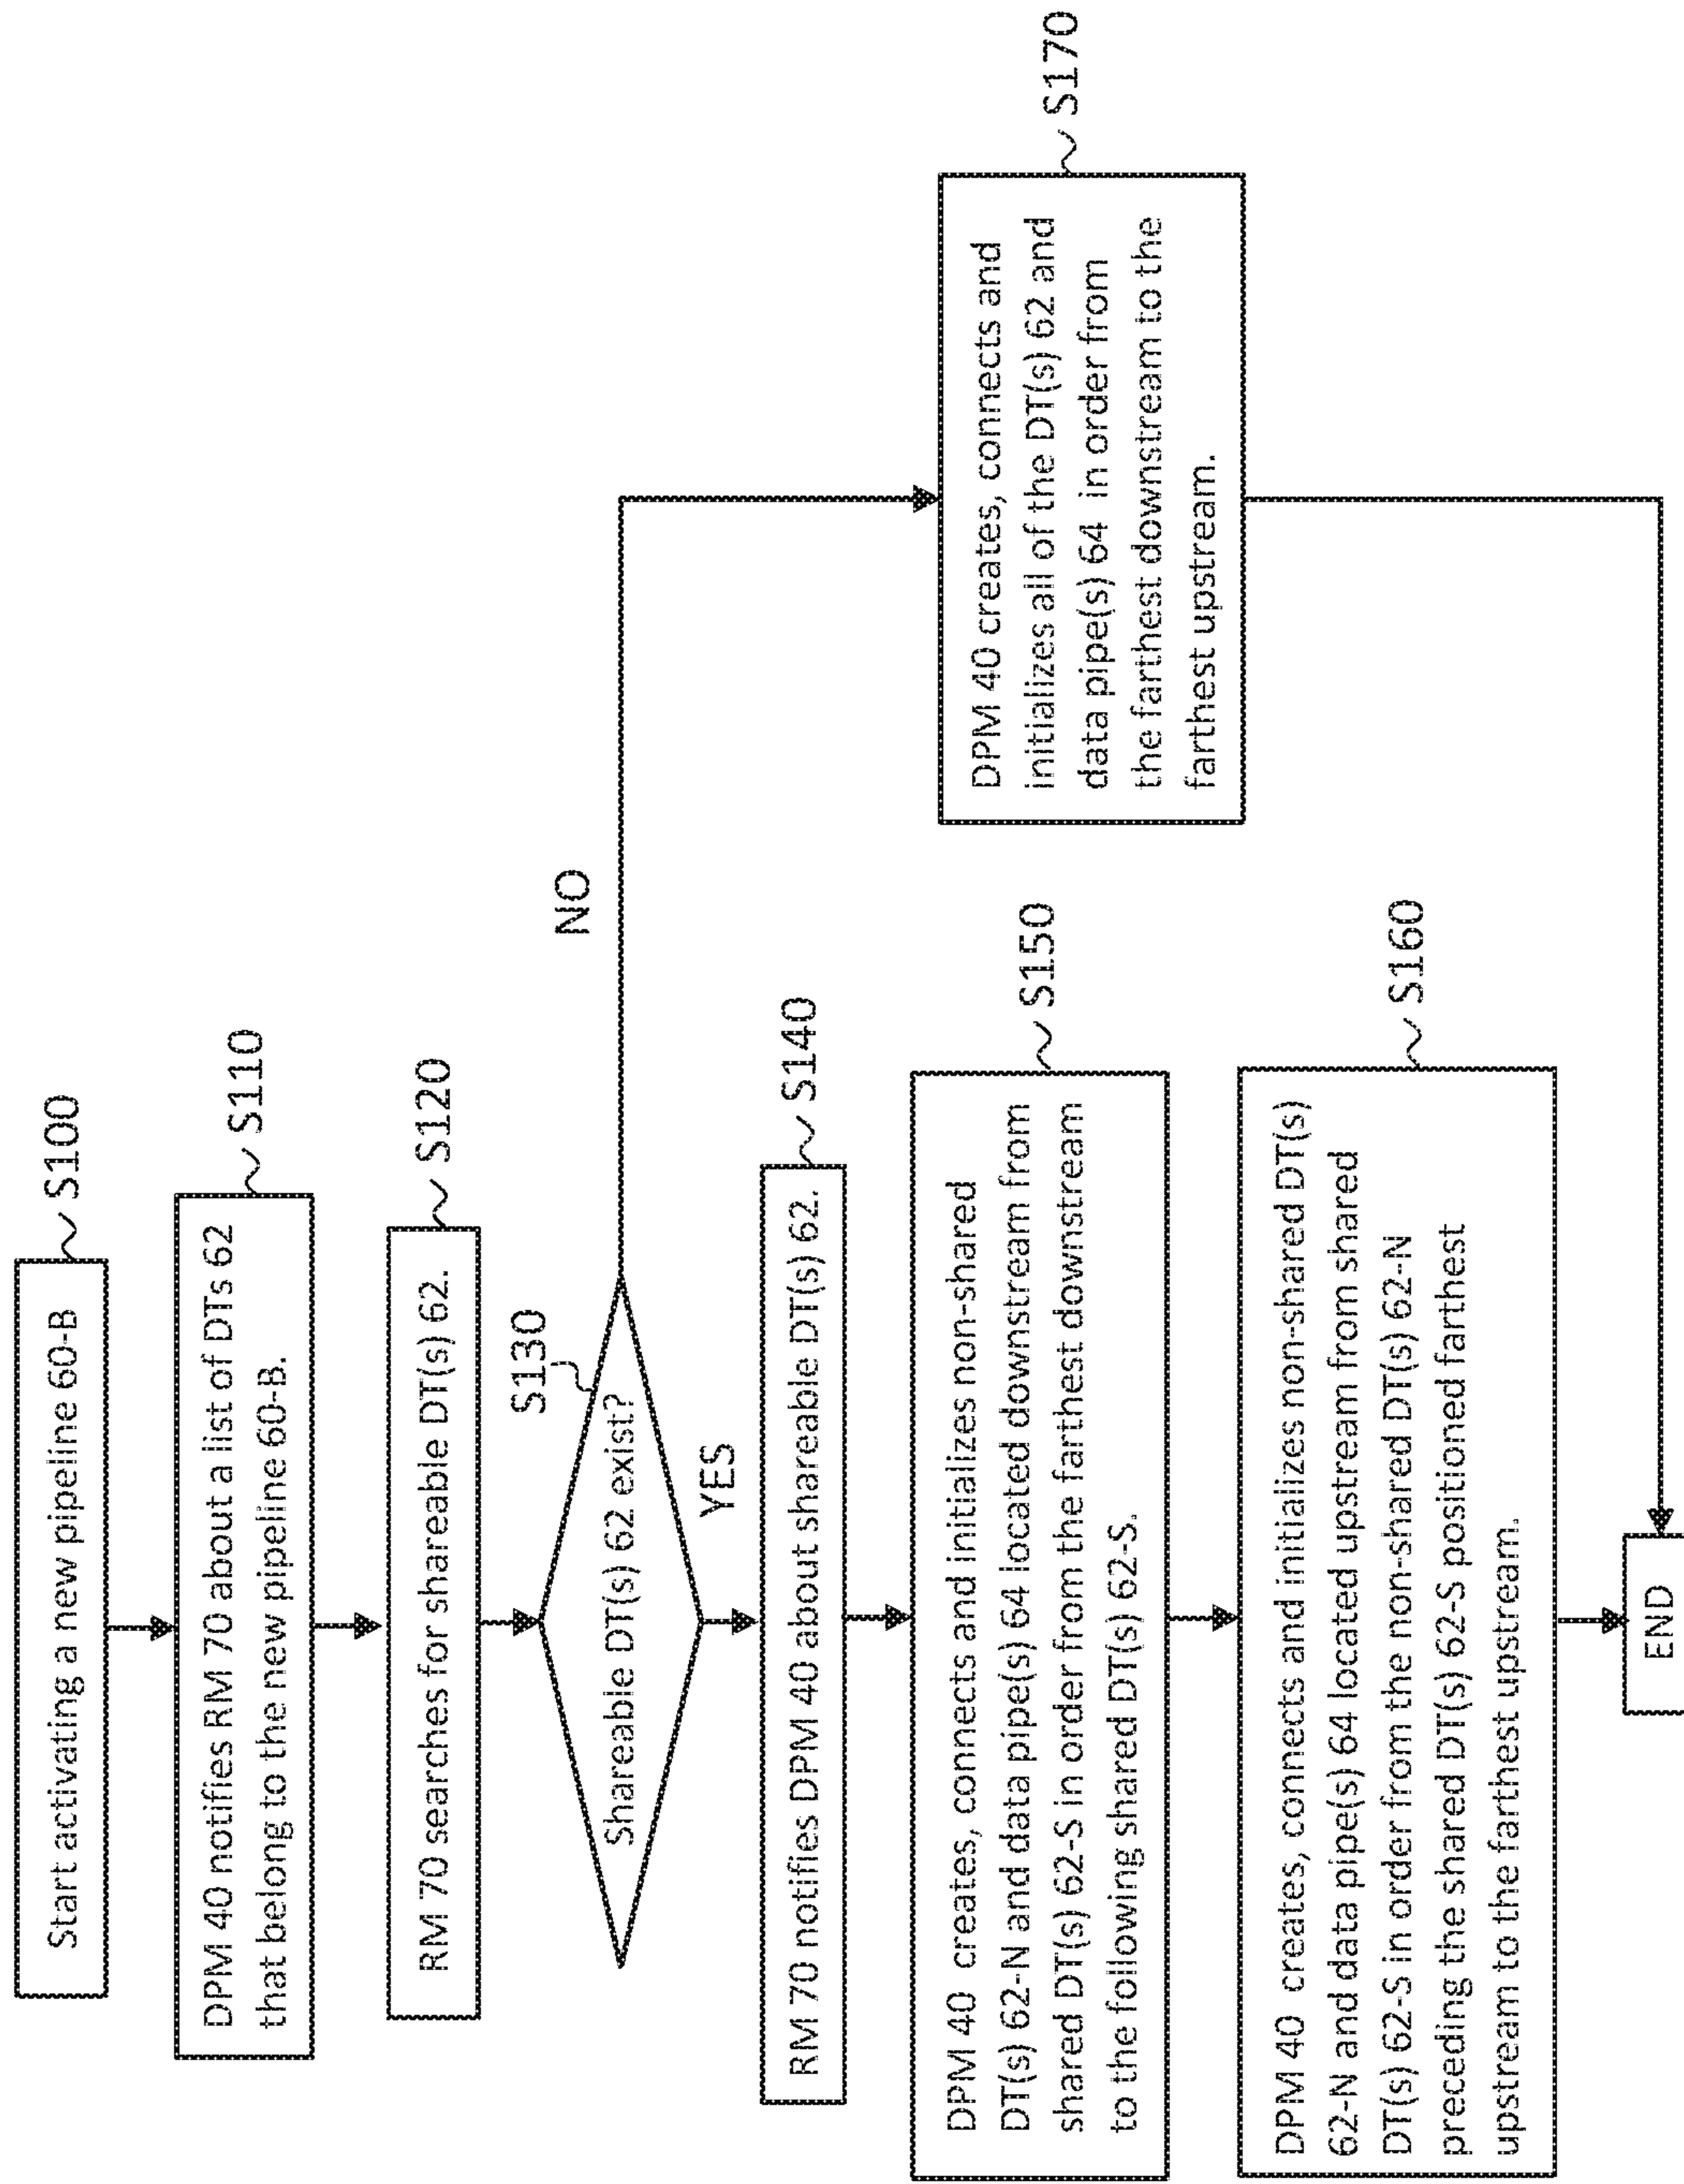 Start activating a new pipeline 60-B
S100
DPM 40 notifies RM 70 about a list of DTs 62
that belong to the new pipeline 60-B.
S110
RM 70 searches for shareable DT(s) 62.
S120
S130
Shareable DT(s) 62 exist?
NO
YES
RM 70 notifies DPM 40 about shareable DT(s) 62.
S140
DPM 40 creates, connects and initializes non-shared
DT(s) 62-N and data pipe(s) 64 located downstream from
shared DT(s) 62-S in order from the farthest downstream
to the following shared DT(s) 62-S.
S150
DPM 40 creates, connects and initializes non-shared DT(s)
62-N and data pipe(s) 64 located upstream from shared
DT(s) 62-S in order from the non-shared DT(s) 62-N
preceding the shared DT(s) 62-S positioned farthest
upstream to the farthest upstream.
S160
DPM 40 creates, connects and
initializes all of the DT(s) 62 and
data pipe(s) 64 in order from
the farthest downstream to the
farthest upstream.
S170
END